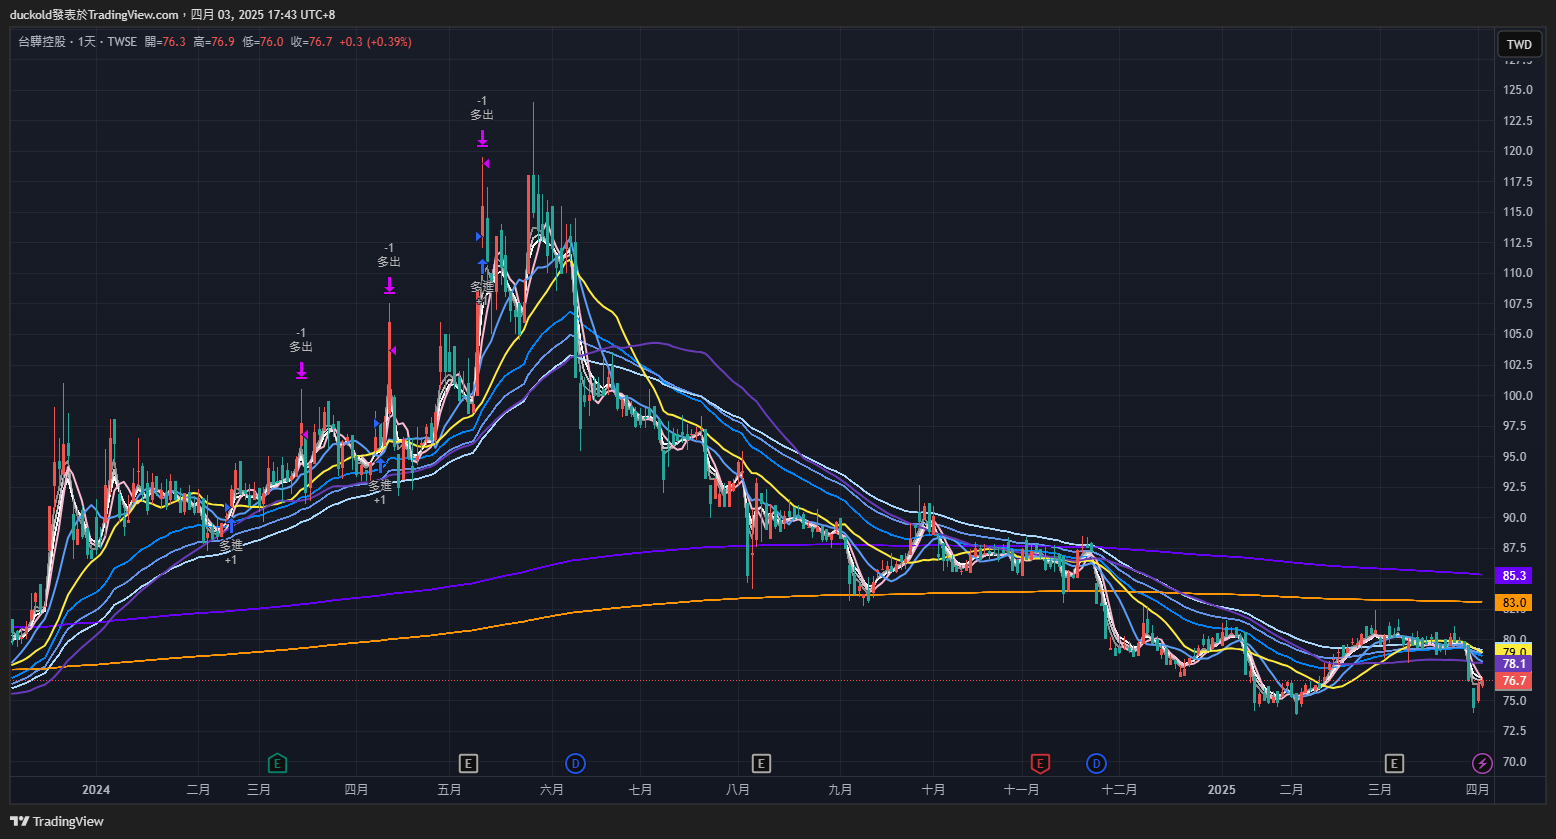 duckold發表於TradingView.com，四月 03, 2025 17:43 UTC+8
台驊控股 · 1天 · TWSE 開=76.3 高=76.9 低=76.0 收=76.7 +0.3 (+0.39%)
TWD
127.5
125.0
122.5
120.0
117.5
115.0
112.5
110.0
107.5
105.0
102.5
100.0
97.5
95.0
92.5
90.0
87.5
85.3
83.0
82.5
80.0
79.0
78.1
76.7
75.0
72.5
70.0
-1
多出
-1
多出
-1
多出
多進
多進
+1
多進
+1
E
E
D
E
E
D
E
2024
二月
三月
四月
五月
六月
七月
八月
九月
十月
十一月
十二月
2025
二月
三月
四月
TradingView